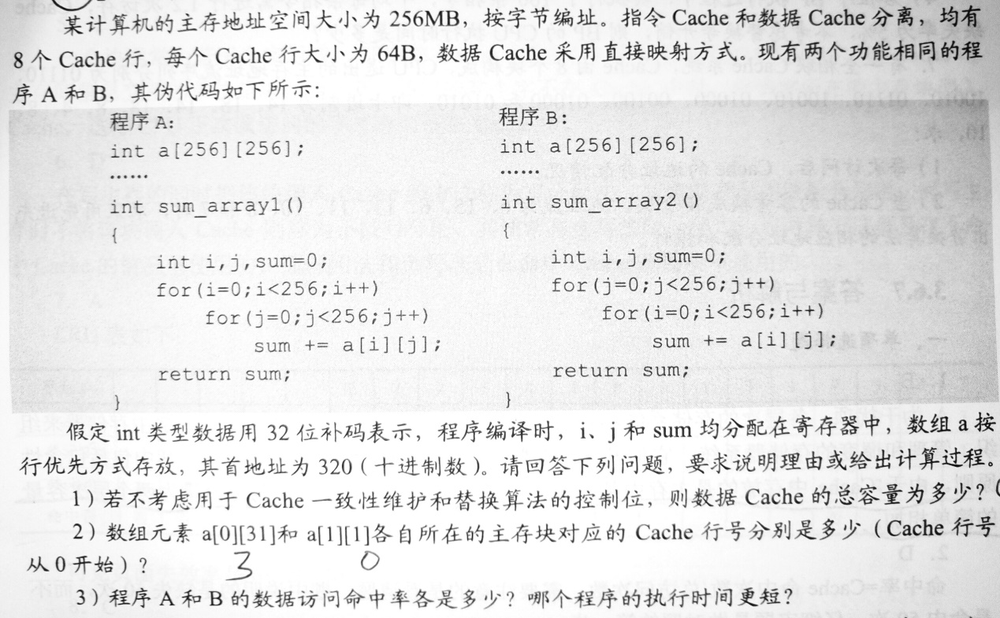 某计算机的主存地址空间大小为 256MB，按字节编址。指令 Cache 和数据 Cache 分离，均有
8 个 Cache 行，每个 Cache 行大小为 64B，数据 Cache 采用直接映射方式。现有两个功能相同的程
序 A 和 B，其伪代码如下所示：
程序 A:
int a[256][256];
......
int sum_array1()
{
int i,j,sum=0;
for(i=0;i<256;i++)
for(j=0;j<256;j++)
sum += a[i][j];
return sum;
}
程序 B:
int a[256][256];
......
int sum_array2()
{
int i,j,sum=0;
for(j=0;j<256;j++)
for(i=0;i<256;i++)
sum += a[i][j];
return sum;
}
假定 int 类型数据用 32 位补码表示，程序编译时，i、j 和 sum 均分配在寄存器中，数组 a 按
行优先方式存放，其首地址为 320（十进制数）。请回答下列问题，要求说明理由或给出计算过程。
1）若不考虑用于 Cache 一致性维护和替换算法的控制位，则数据 Cache 的总容量为多少？
2）数组元素 a[0][31]和 a[1][1]各自所在的主存块对应的 Cache 行号分别是多少（Cache 行号
从 0 开始）？
3 0
3）程序 A 和 B 的数据访问命中率各是多少？哪个程序的执行时间更短？